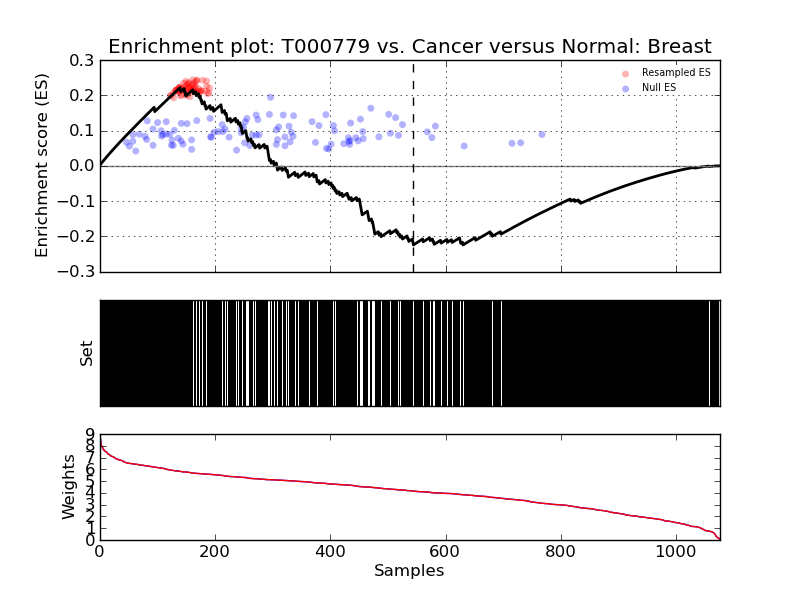 Enrichment plot: T000779 vs. Cancer versus Normal: Breast
Enrichment score (ES)
0.3
0.2
0.1
0.0
−0.1
−0.2
−0.3
Resampled ES
Null ES
Set
Weights
9
8
7
6
5
4
3
2
1
0
0 200 400 600 800 1000
Samples